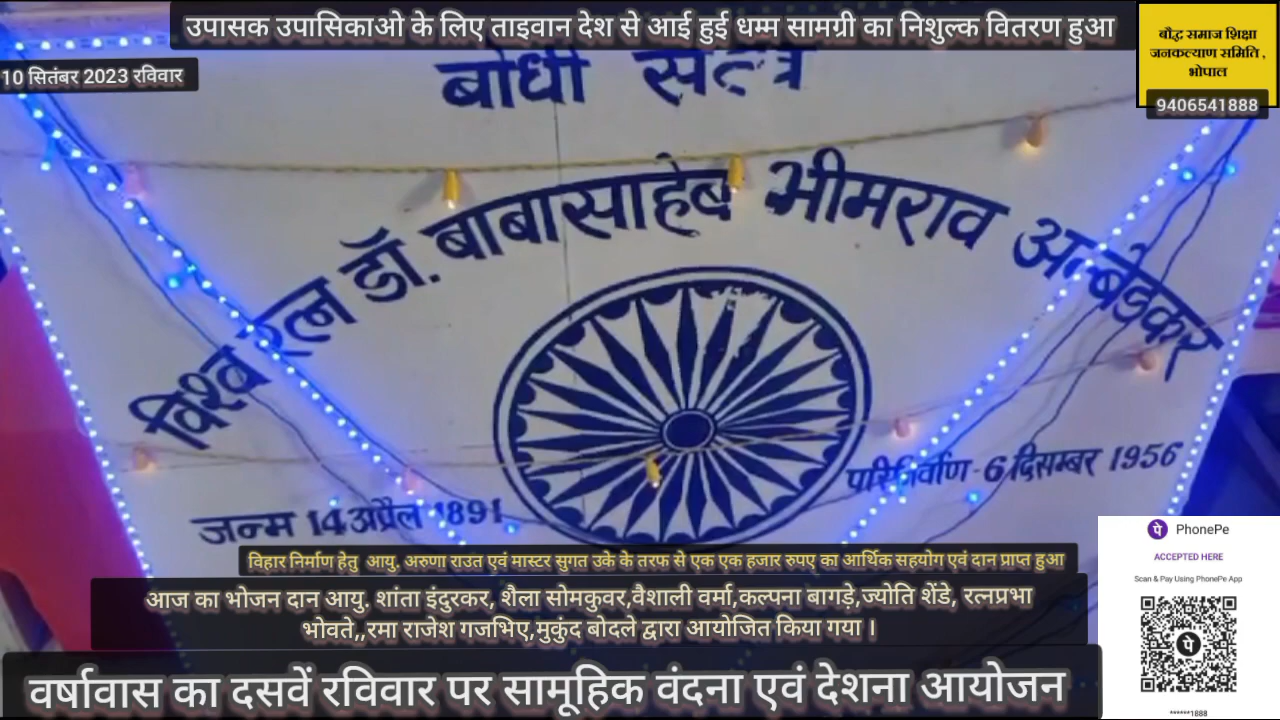 उपासक उपासिकाओ के लिए ताइवान देश से आई हुई धम्म सामग्री का निशुल्क वितरण हुआ
बौद्ध समाज शिक्षा
जनकल्याण समिति ,
भोपाल
9406541888
10 सितंबर 2023 रविवार
बोधी सत्व
विश्व रत्न डॉ. बाबासाहेब भीमराव अम्बेडकर
जन्म 14 अप्रैल 1891
परिनिर्वाण - 6 दिसम्बर 1956
PhonePe
ACCEPTED HERE
Scan & Pay Using PhonePe App
विहार निर्माण हेतु आयु. अरुणा रावत एवं मास्टर सुगत उके के तरफ से एक एक हजार रुपए का आर्थिक सहयोग एवं दान प्राप्त हुआ
आज का भोजन दान आयु. शांता इंदुरकर, शैला सोमकुवर,वैशाली वर्मा,कल्पना बागड़े,ज्योति शेंडे, रत्नप्रभा
भोवते,,रमा राजेश गजभिए,मुकुंद बोदले द्वारा आयोजित किया गया ।
वर्षावास का दसवें रविवार पर सामूहिक वंदना एवं देशना आयोजन
******1888